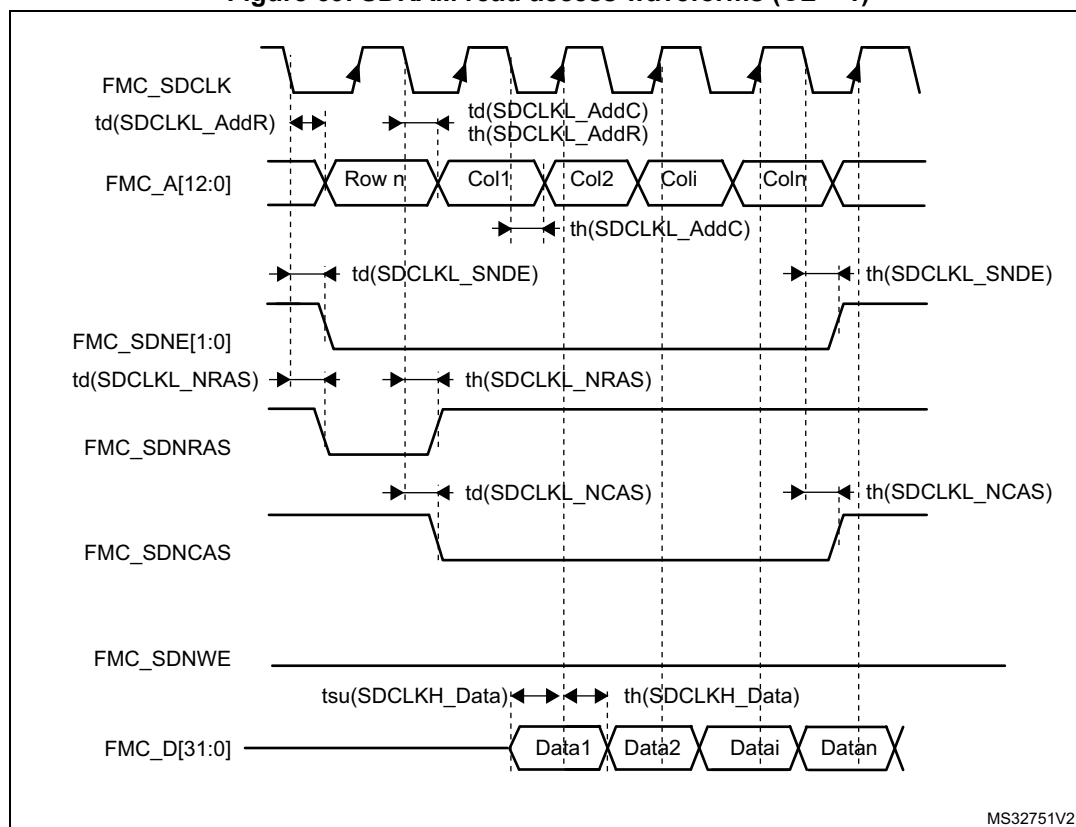 FMC_SDCLK
td(SDCLKL_AddR)
td(SDCLKL_AddC)
th(SDCLKL_AddR)
FMC_A[12:0]
Row n
Col1
Col2
Coli
Coln
th(SDCLKL_AddC)
td(SDCLKL_SNDE)
th(SDCLKL_SNDE)
FMC_SDNE[1:0]
td(SDCLKL_NRAS)
th(SDCLKL_NRAS)
FMC_SDNRAS
td(SDCLKL_NCAS)
th(SDCLKL_NCAS)
FMC_SDNCAS
FMC_SDNWE
tsu(SDCLKH_Data)
th(SDCLKH_Data)
FMC_D[31:0]
Data1
Data2
Datai
Datan
MS32751V2